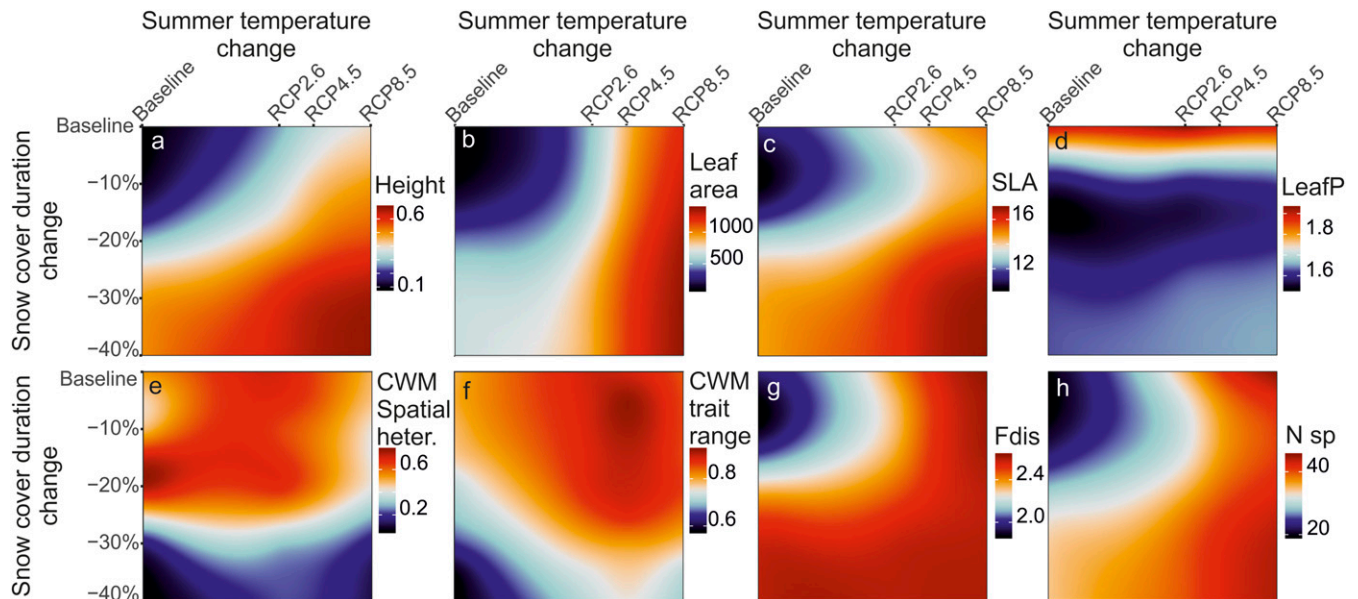 Summer temperature
change
Summer temperature
change
Summer temperature
change
Summer temperature
change
Baseline
RCP2.6
RCP4.5
RCP8.5
Baseline
RCP2.6
RCP4.5
RCP8.5
Baseline
RCP2.6
RCP4.5
RCP8.5
Baseline
RCP2.6
RCP4.5
RCP8.5
Snow cover duration
change
Baseline
−10%
−20%
−30%
−40%
a
Height
0.6
0.1
b
Leaf
area
1000
500
c
SLA
16
12
d
LeafP
1.8
1.6
Snow cover duration
change
Baseline
−10%
−20%
−30%
−40%
e
CWM
Spatial
heter.
0.6
0.2
f
CWM
trait
range
0.8
0.6
g
Fdis
2.4
2.0
h
N sp
40
20